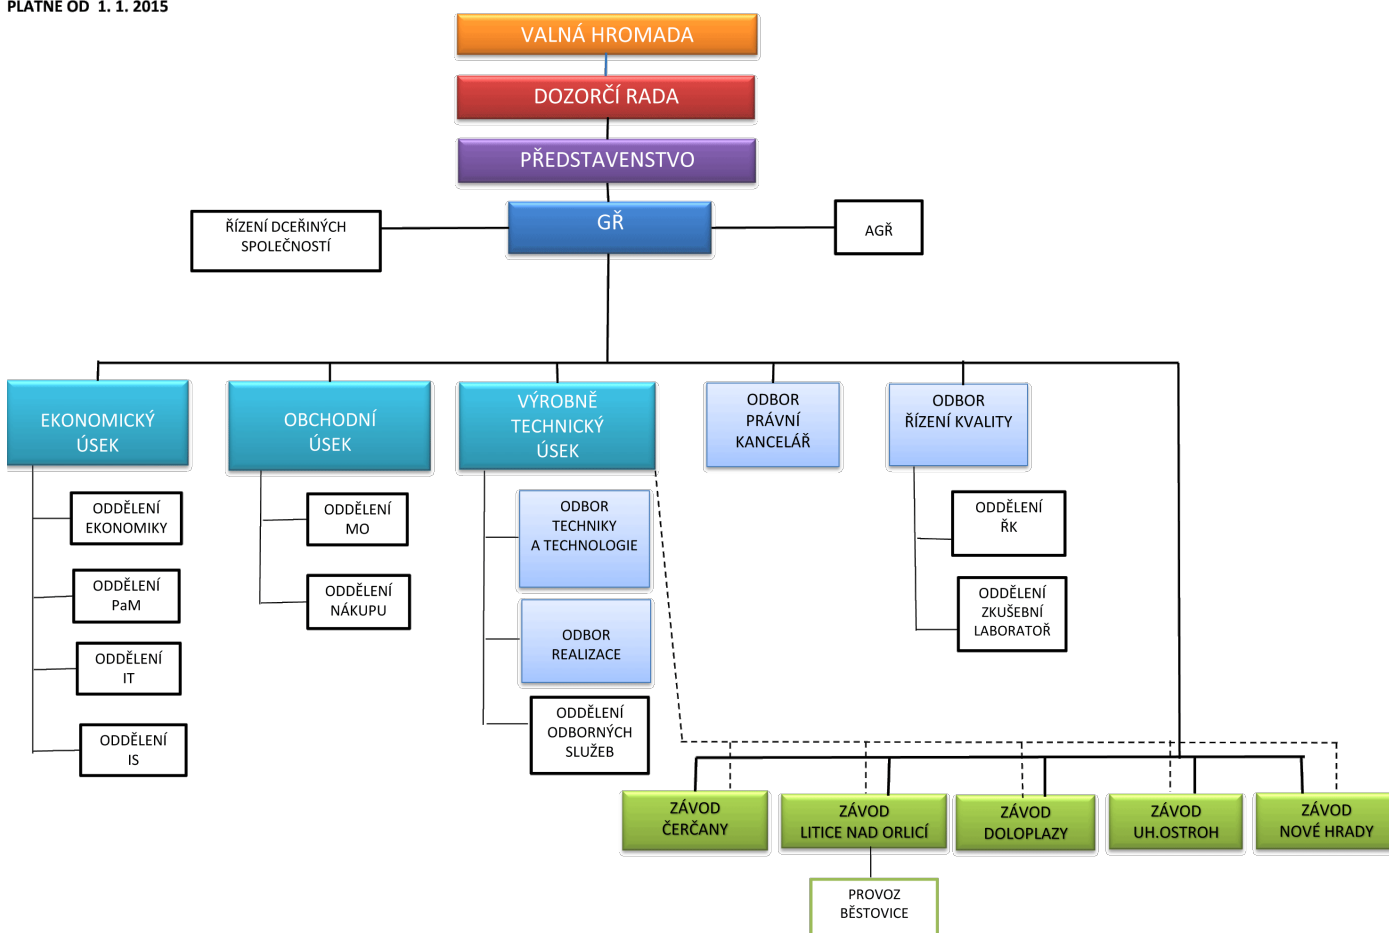 PLATNÉ OD 1. 1. 2015
VALNÁ HROMADA
DOZORČÍ RADA
PŘEDSTAVENSTVO
GŘ
ŘÍZENÍ DCEŘINÝCH
SPOLEČNOSTÍ
AGŘ
EKONOMICKÝ
ÚSEK
OBCHODNÍ
ÚSEK
VÝROBNĚ
TECHNICKÝ
ÚSEK
ODBOR
PRÁVNÍ
KANCELÁŘ
ODBOR
ŘÍZENÍ KVALITY
ODDĚLENÍ
EKONOMIKY
ODDĚLENÍ
PaM
ODDĚLENÍ
IT
ODDĚLENÍ
IS
ODDĚLENÍ
MO
ODDĚLENÍ
NÁKUPU
ODBOR
TECHNIKY
A TECHNOLOGIE
ODBOR
REALIZACE
ODDĚLENÍ
ODBORNÝCH
SLUŽEB
ODDĚLENÍ
ŘK
ODDĚLENÍ
ZKUŠEBNÍ
LABORATOŘ
ZÁVOD
ČERČANY
ZÁVOD
LITICE NAD ORLICÍ
ZÁVOD
DOLOPLAZY
ZÁVOD
UH.OSTROH
ZÁVOD
NOVÉ HRADY
PROVOZ
BĚSTOVICE